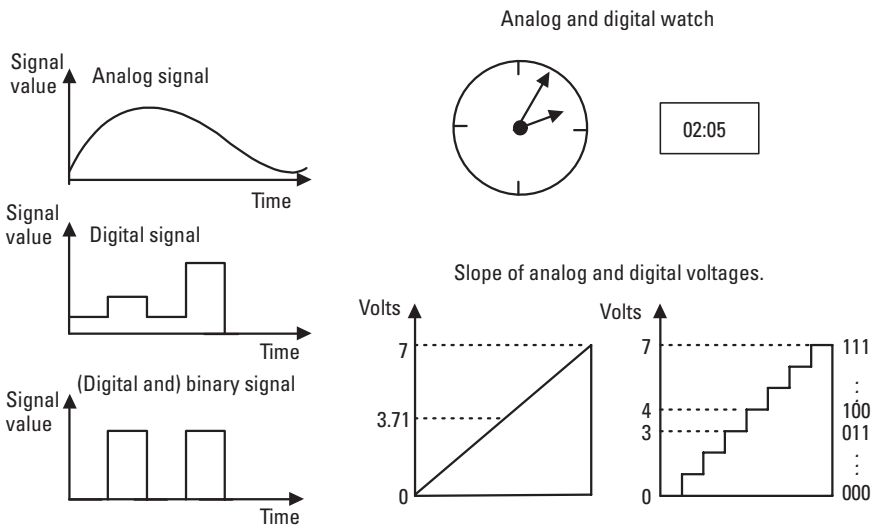 Analog and digital watch
Signal
value
Analog signal
Time
02:05
Signal
value
Digital signal
Time
(Digital and) binary signal
Signal
value
Time
Slope of analog and digital voltages.
Volts
7
3.71
0
Volts
7
4
3
0
111
:
100
011
:
:
000